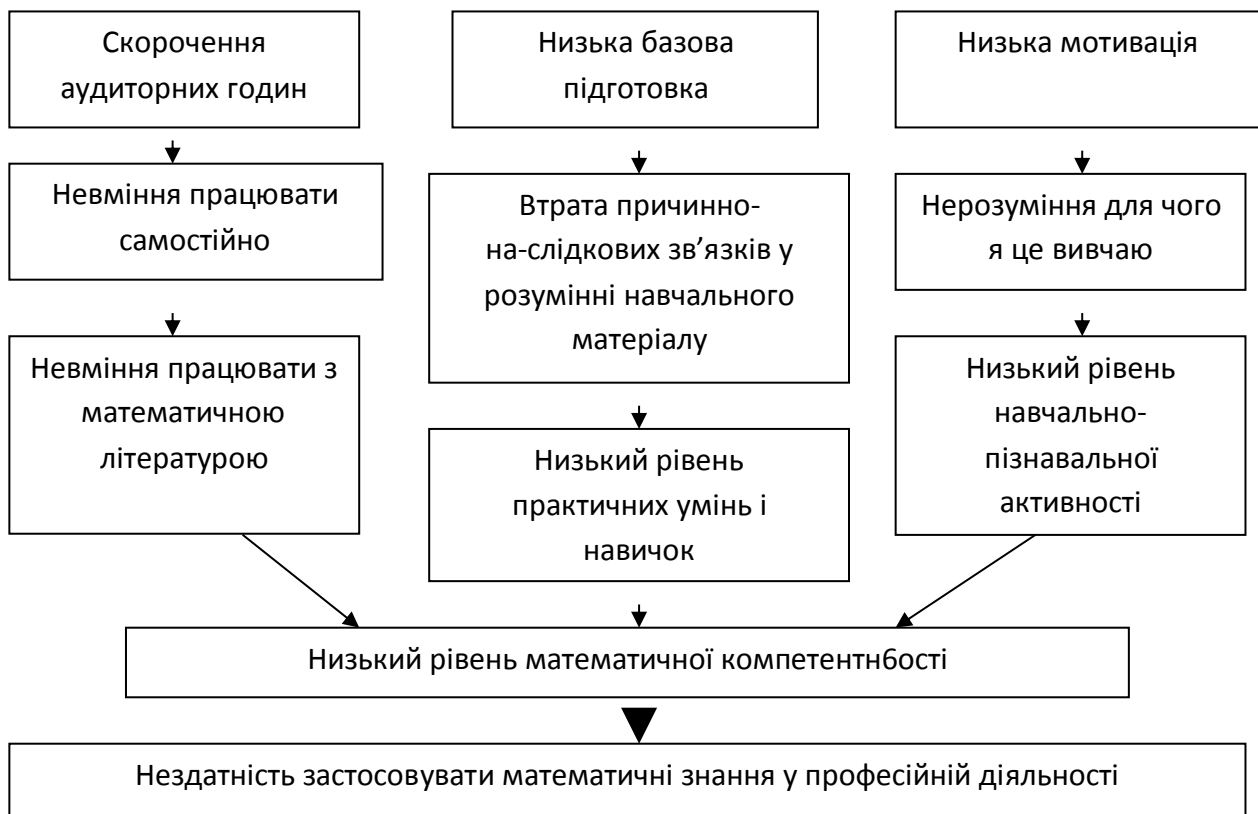 Скорочення
аудиторних годин
Низька базова
підготовка
Низька мотивація
Невміння працювати
самостійно
Втрата причинно-
на-слідкових зв’язків у
розумінні навчального
матеріалу
Нерозуміння для чого
я це вивчаю
Невміння працювати з
математичною
літературою
Низький рівень
практичних умінь і
навичок
Низький рівень
навчально-
пізнавальної
активності
Низький рівень математичної компетентн6ості
Нездатність застосовувати математичні знання у професійній діяльності